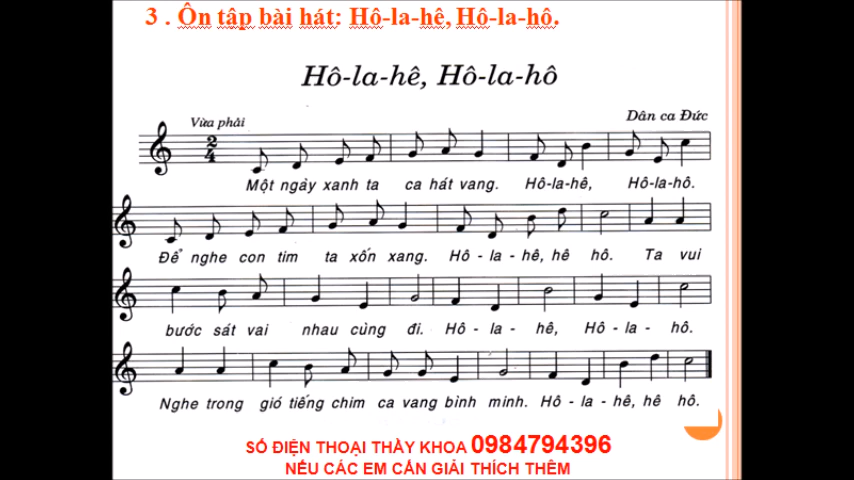 3 . Ôn tập bài hát: Hô-la-hê, Hô-la-hô.
Hô-la-hê, Hô-la-hô
Vừa phải
Dân ca Đức
2
4
Một ngày xanh ta ca hát vang. Hô-la-hê, Hô-la-hô.
Để nghe con tim ta xốn xang. Hô - la - hê, hê hô. Ta vui
bước sát vai nhau cùng đi. Hô - la - hê, Hô - la - hô.
Nghe trong gió tiếng chim ca vang bình minh. Hô - la - hê, hê hô.
SỐ ĐIỆN THOẠI THẦY KHOA 0984794396
NẾU CÁC EM CẦN GIẢI THÍCH THÊM